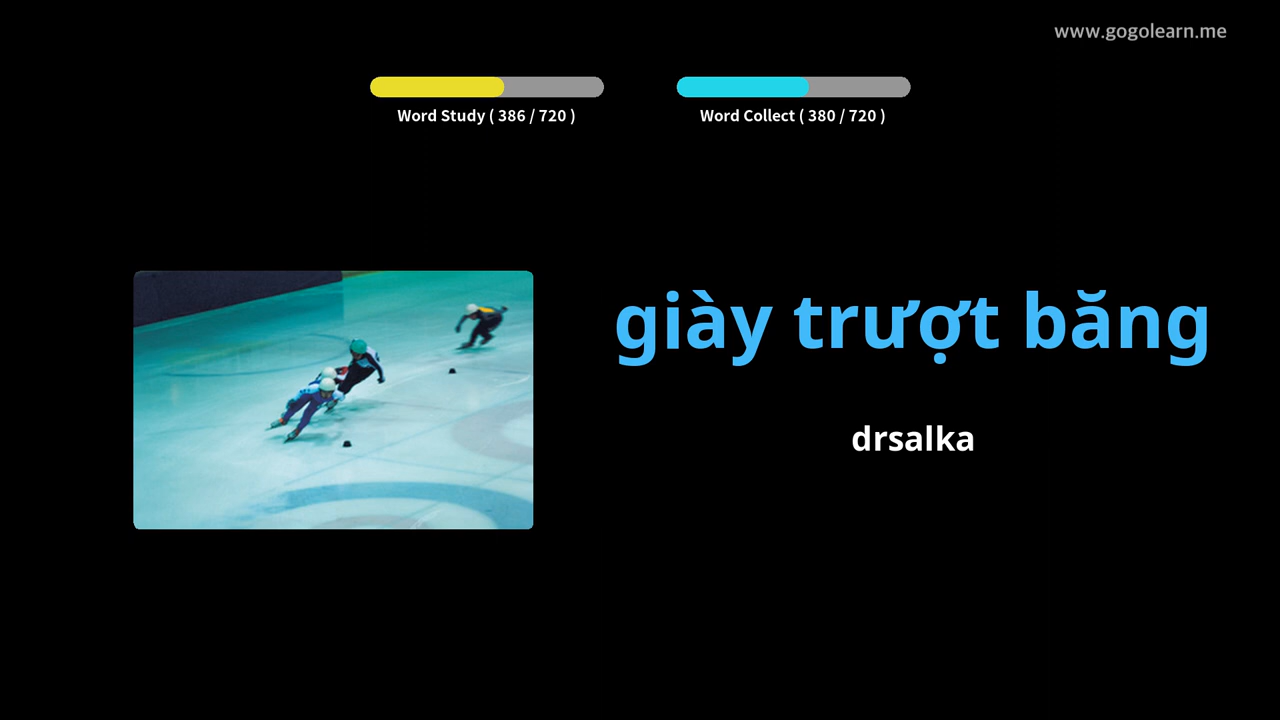 www.gogolearn.me
Word Study ( 386 / 720 )
Word Collect ( 380 / 720 )
giày trượt băng
drsalka